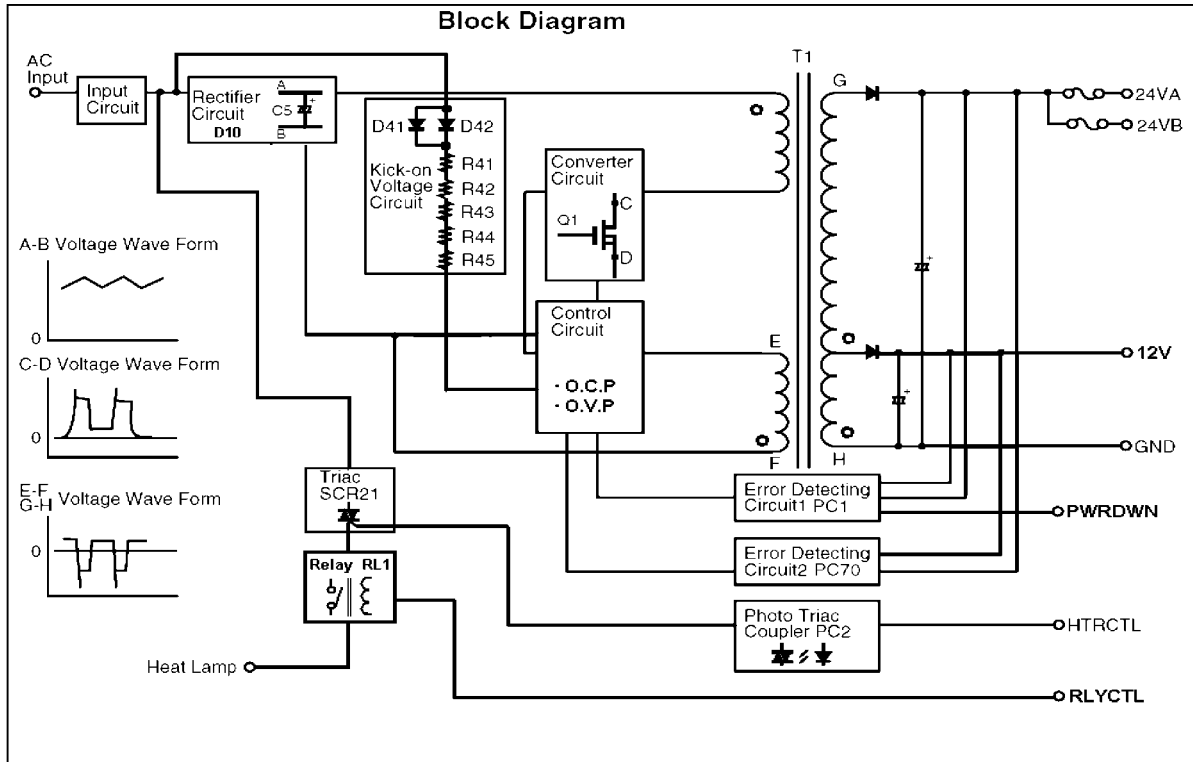 Block Diagram
AC
Input
Input
Circuit
Rectifier
Circuit
D10
A
C5
+
B
D41
D42
Kick-on
Voltage
Circuit
R41
R42
R43
R44
R45
Converter
Circuit
Q1
C
D
Control
Circuit
- O.C.P
- O.V.P
T1
G
E
F
H
+
+
24VA
24VB
12V
GND
A-B Voltage Wave Form
0
C-D Voltage Wave Form
0
E-F
G-H Voltage Wave Form
0
Triac
SCR21
Relay RL1
Heat Lamp
Error Detecting
Circuit1 PC1
PWRDWN
Error Detecting
Circuit2 PC70
Photo Triac
Coupler PC2
HTRCTL
RLYCTL